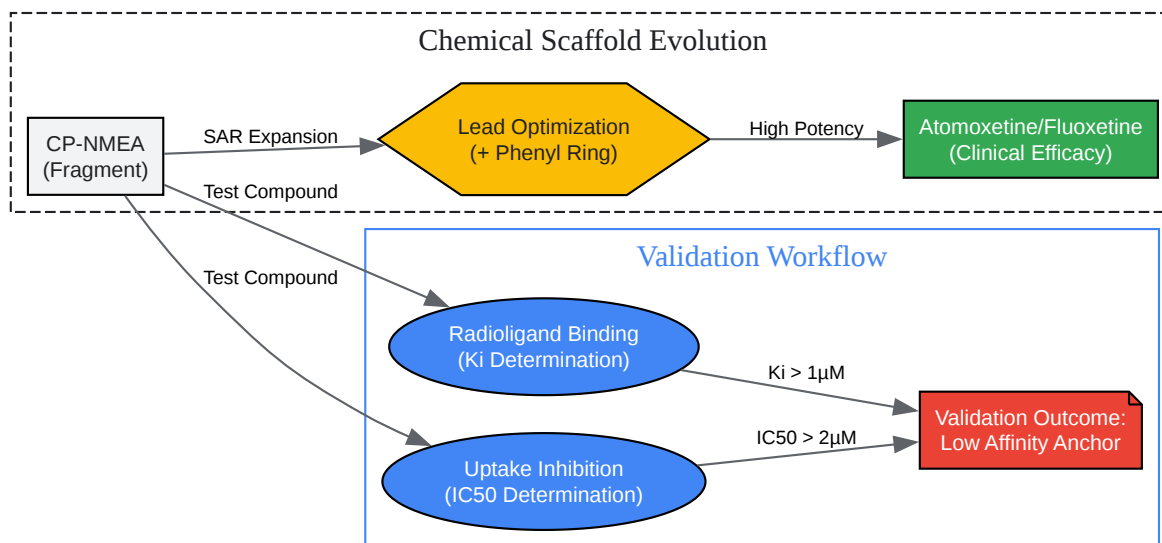 Chemical Scaffold Evolution
CP-NMEA
(Fragment)
SAR Expansion
Lead Optimization
(+ Phenyl Ring)
High Potency
Atomoxetine/Fluoxetine
(Clinical Efficacy)
Test Compound
Test Compound
Validation Workflow
Radioligand Binding
(Ki Determination)
Ki > 1µM
Uptake Inhibition
(IC50 Determination)
IC50 > 2µM
Validation Outcome:
Low Affinity Anchor